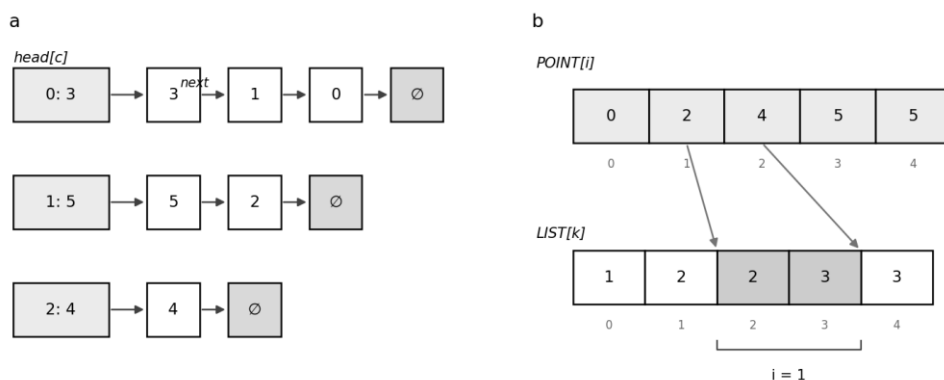 a
head[c]
0: 3 3 next 1 0 ∅
1: 5 5 2 ∅
2: 4 4 ∅
b
POINT[i]
0 2 4 5 5
0 1 2 3 4
LIST[k]
1 2 2 3 3
0 1 2 3 4
i = 1